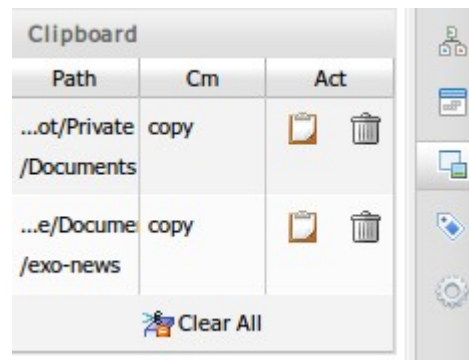 Clipboard
Path Cm Act
...ot/Private copy
/Documents
...e/Docume copy
/exo-news
Clear All